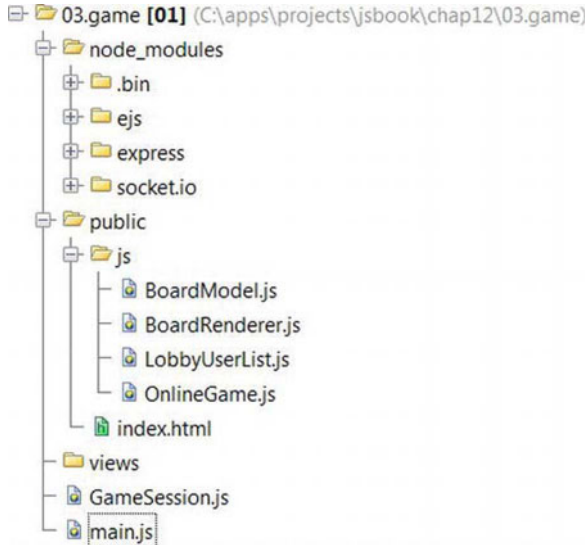 03.game [01] (C:\apps\projects\jsbook\chap12\03.game)
node_modules
.bin
ejs
express
socket.io
public
js
BoardModel.js
BoardRenderer.js
LobbyUserList.js
OnlineGame.js
index.html
views
GameSession.js
main.js